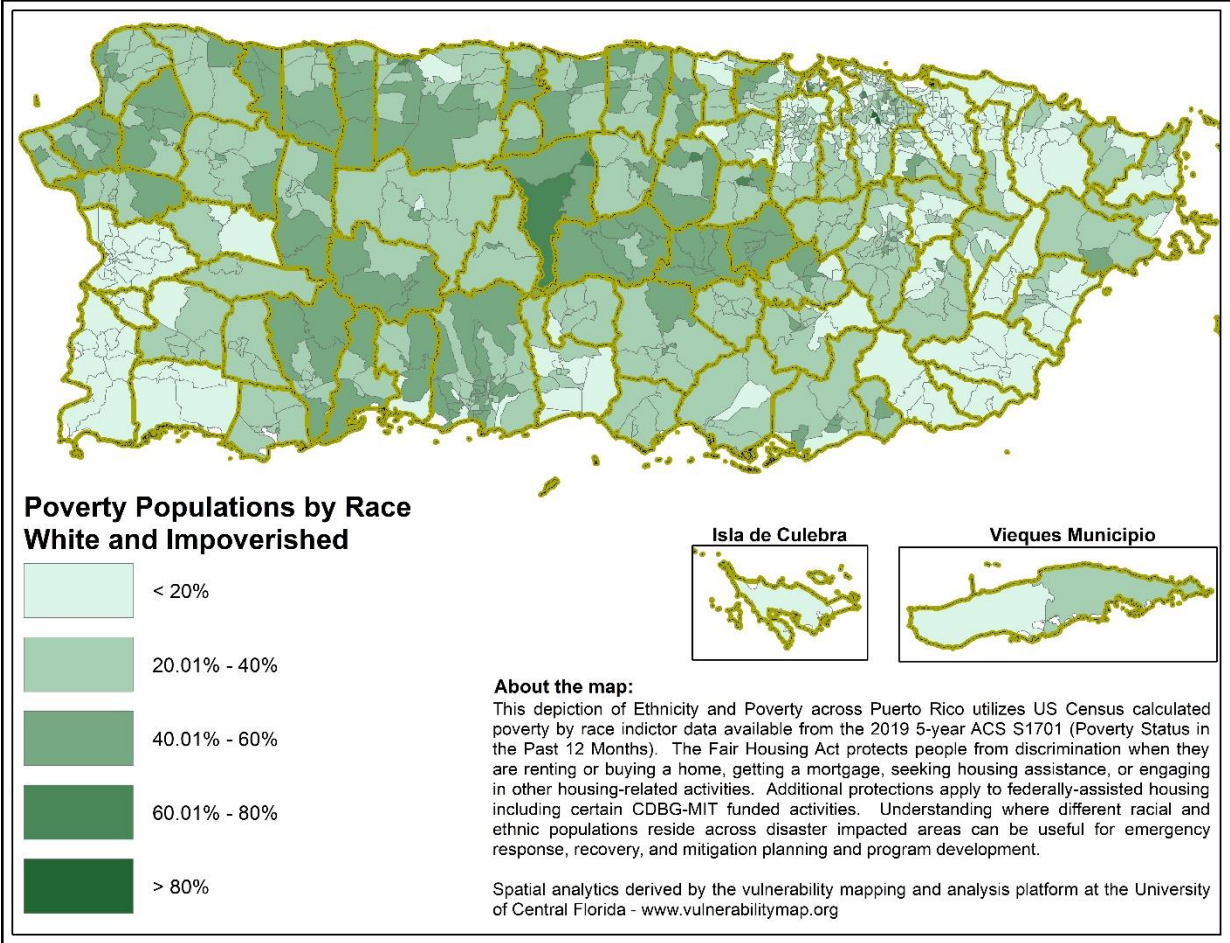 Poverty Populations by Race
White and Impoverished
< 20%
20.01% - 40%
40.01% - 60%
60.01% - 80%
> 80%
Isla de Culebra
Vieques Municipio
About the map:
This depiction of Ethnicity and Poverty across Puerto Rico utilizes US Census calculated
poverty by race indictor data available from the 2019 5-year ACS S1701 (Poverty Status in
the Past 12 Months). The Fair Housing Act protects people from discrimination when they
are renting or buying a home, getting a mortgage, seeking housing assistance, or engaging
in other housing-related activities. Additional protections apply to federally-assisted housing
including certain CDBG-MIT funded activities. Understanding where different racial and
ethnic populations reside across disaster impacted areas can be useful for emergency
response, recovery, and mitigation planning and program development.
Spatial analytics derived by the vulnerability mapping and analysis platform at the University
of Central Florida - www.vulnerabilitymap.org